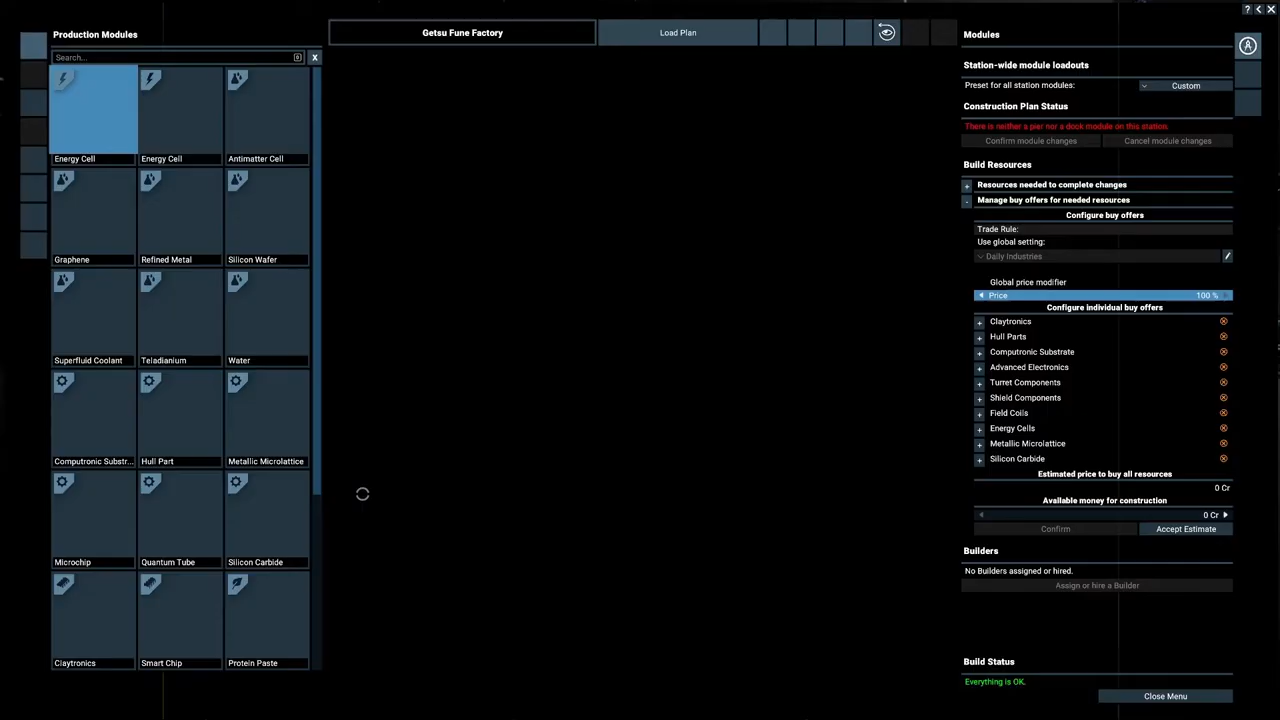 ? < X
Production Modules
Search...
X
Energy Cell
Energy Cell
Antimatter Cell
Graphene
Refined Metal
Silicon Wafer
Superfluid Coolant
Teladianium
Water
Computronic Substr...
Hull Part
Metallic Microlattice
Microchip
Quantum Tube
Silicon Carbide
Claytronics
Smart Chip
Protein Paste
Getsu Fune Factory
Load Plan
Modules
Station-wide module loadouts
Preset for all station modules:
Custom
Construction Plan Status
There is neither a pier nor a dock module on this station.
Confirm module changes
Cancel module changes
Build Resources
+ Resources needed to complete changes
- Manage buy offers for needed resources
Configure buy offers
Trade Rule:
Use global setting:
Daily Industries
Global price modifier
Price 100 %
Configure individual buy offers
+ Claytronics
+ Hull Parts
+ Computronic Substrate
+ Advanced Electronics
+ Turret Components
+ Shield Components
+ Field Coils
+ Energy Cells
+ Metallic Microlattice
+ Silicon Carbide
Estimated price to buy all resources
0 Cr
Available money for construction
0 Cr
Confirm
Accept Estimate
Builders
No Builders assigned or hired.
Assign or hire a Builder
Build Status
Everything is OK.
Close Menu